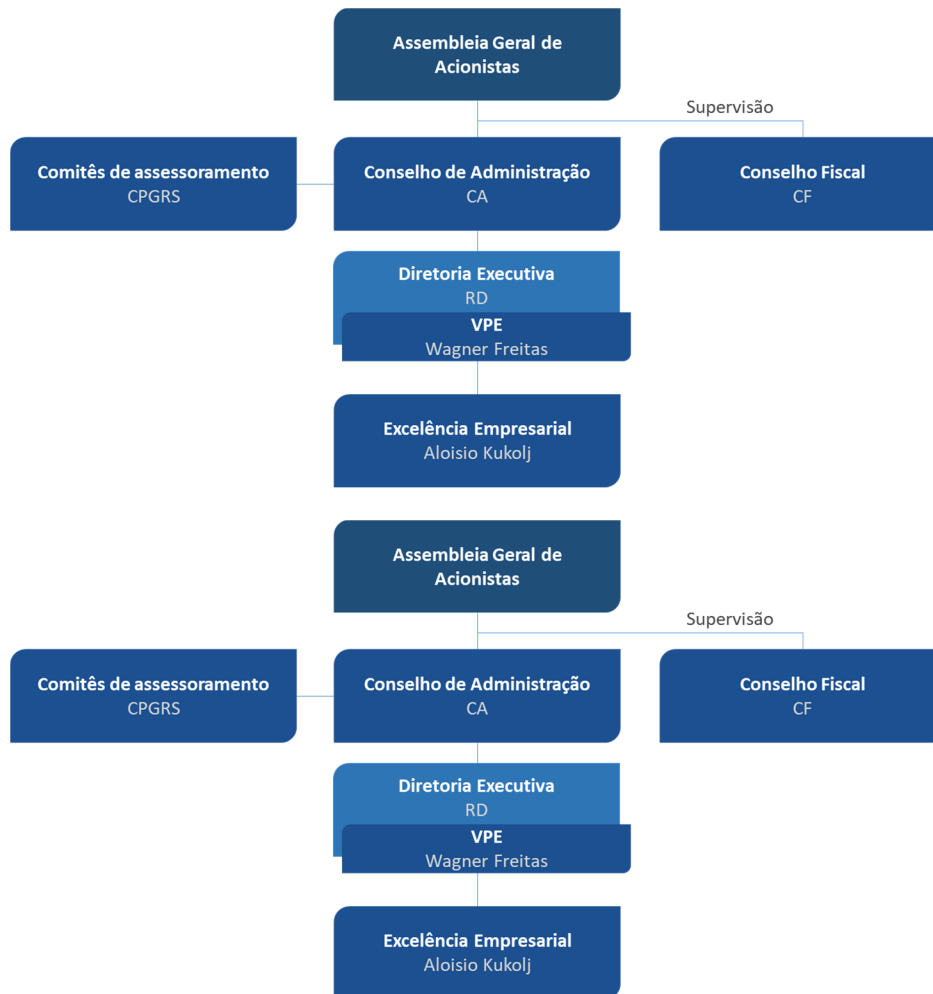 Assembleia Geral de
Acionistas
Supervisão
Comitês de assessoramento
CPGRS
Conselho de Administração
CA
Conselho Fiscal
CF
Diretoria Executiva
RD
VPE
Wagner Freitas
Excelência Empresarial
Aloisio Kukolj
Assembleia Geral de
Acionistas
Supervisão
Comitês de assessoramento
CPGRS
Conselho de Administração
CA
Conselho Fiscal
CF
Diretoria Executiva
RD
VPE
Wagner Freitas
Excelência Empresarial
Aloisio Kukolj